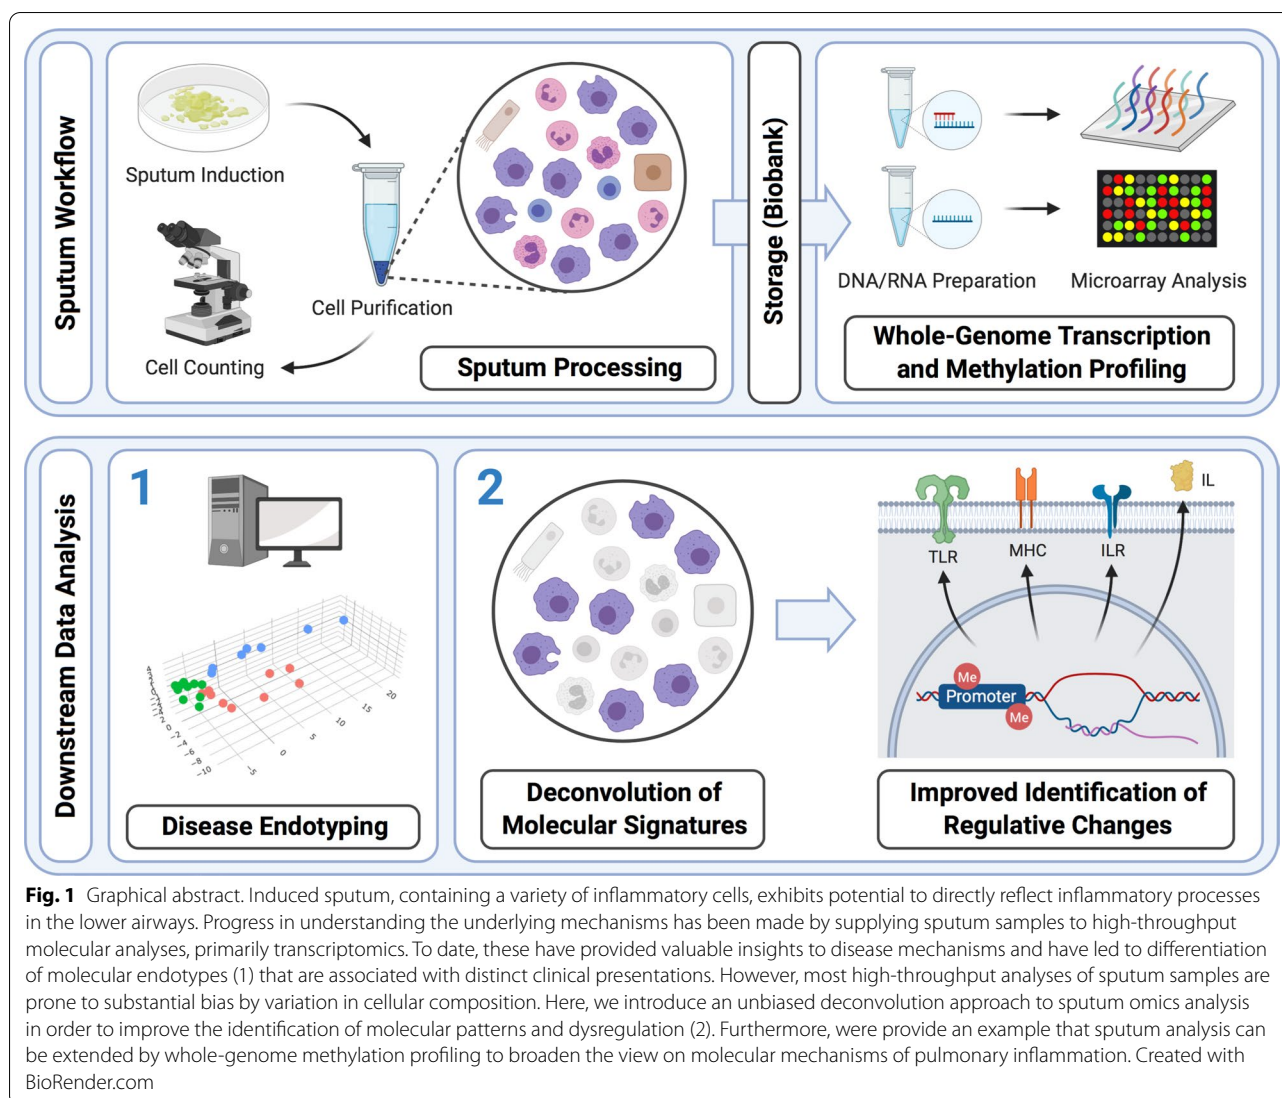 Sputum Workflow
Sputum Induction
Cell Purification
Cell Counting
Sputum Processing
Storage (Biobank)
DNA/RNA Preparation
Microarray Analysis
Whole-Genome Transcription
and Methylation Profiling
Downstream Data Analysis
1
20
15
10
5
0
-5
2
Deconvolution of
Molecular Signatures
Disease Endotyping
IL
TLR
MHC
ILR
Me
Promoter
Me
Improved Identification of
Regulative Changes
Fig. 1 Graphical abstract. Induced sputum, containing a variety of inflammatory cells, exhibits potential to directly reflect inflammatory processes
in the lower airways. Progress in understanding the underlying mechanisms has been made by supplying sputum samples to high-throughput
molecular analyses, primarily transcriptomics. To date, these have provided valuable insights to disease mechanisms and have led to differentiation
of molecular endotypes (1) that are associated with distinct clinical presentations. However, most high-throughput analyses of sputum samples are
prone to substantial bias by variation in cellular composition. Here, we introduce an unbiased deconvolution approach to sputum omics analysis
in order to improve the identification of molecular patterns and dysregulation (2). Furthermore, were provide an example that sputum analysis can
be extended by whole-genome methylation profiling to broaden the view on molecular mechanisms of pulmonary inflammation. Created with
BioRender.com